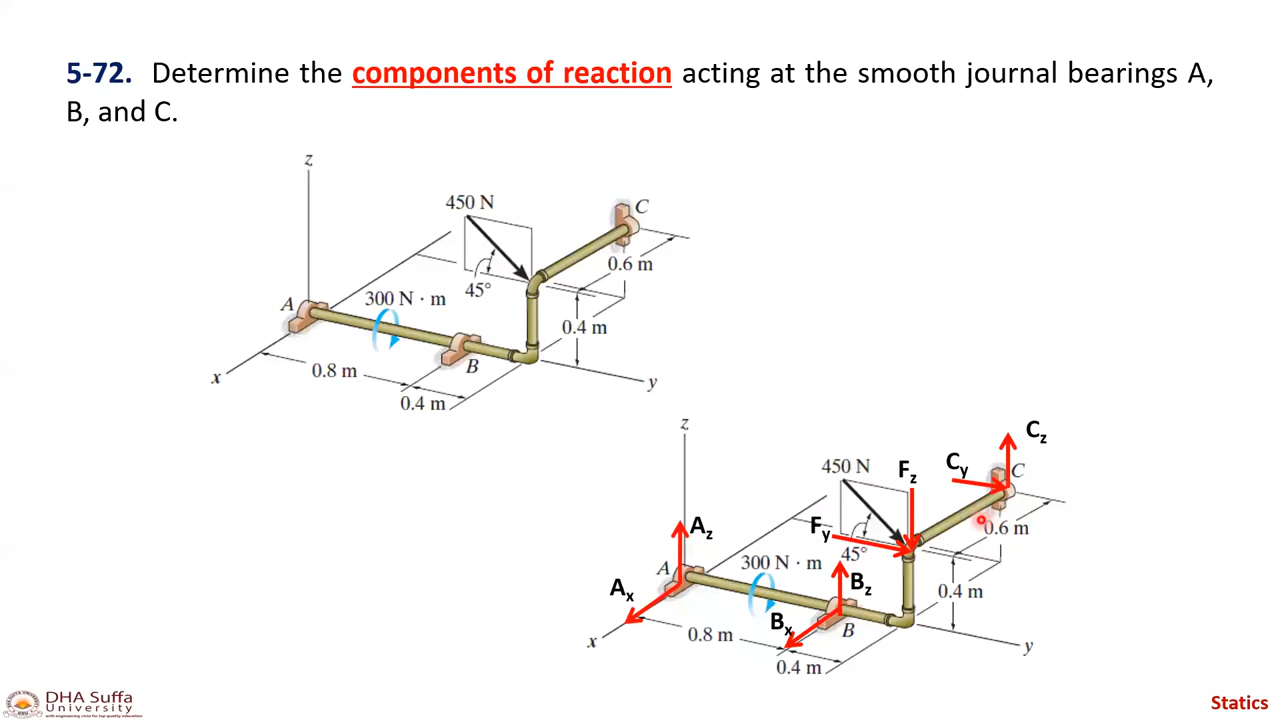 5-72. Determine the components of reaction acting at the smooth journal bearings A,
B, and C.
z
450 N
C
0.6 m
A
300 N · m
45°
0.4 m
B
x
0.8 m
y
0.4 m
z
C_z
450 N
F_z
C_y
C
A_z
F_y
0.6 m
A
300 N · m
45°
A_x
B_z
0.4 m
B_x
B
x
0.8 m
y
0.4 m
DHA Suffa
University
Statics